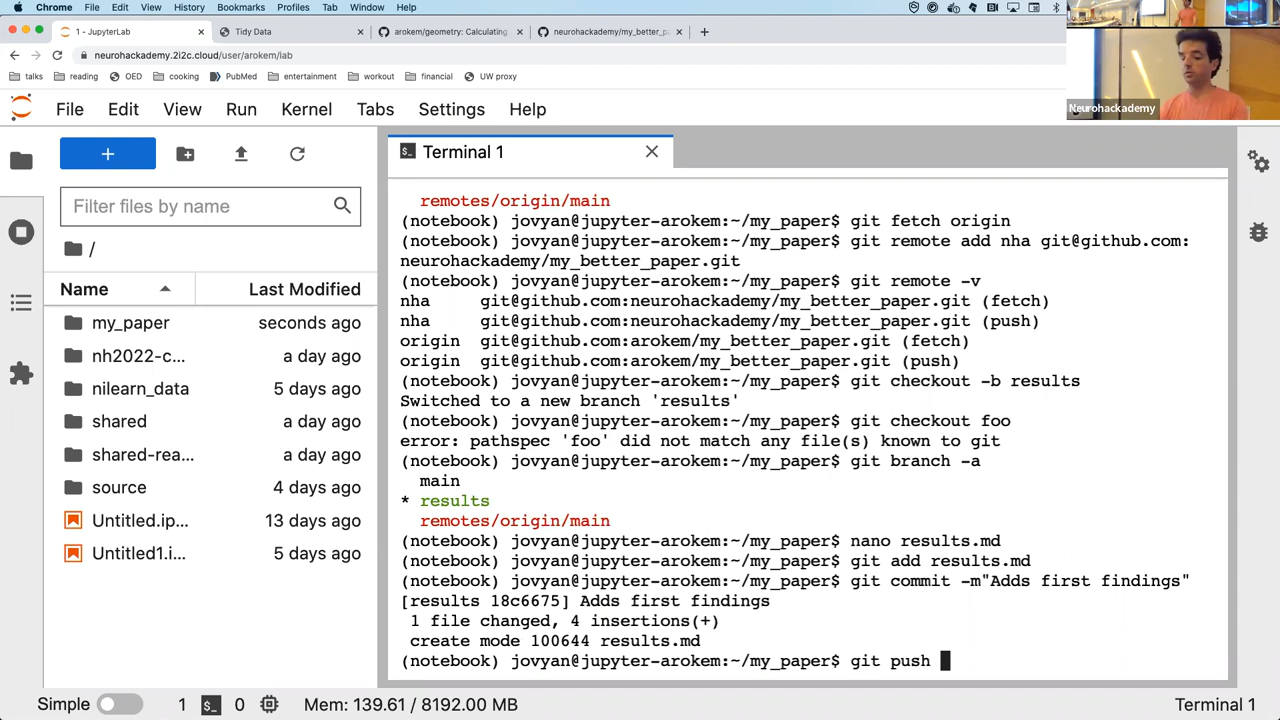 Chrome File Edit View History Bookmarks Profiles Tab Window Help
1 - JupyterLab
Tidy Data
arokem/geometry: Calculating
neurohackademy/my_better_p
neurohackademy.2i2c.cloud/user/arokem/lab
talks reading OED cooking PubMed entertainment workout financial UW proxy
Neurohackademy
File Edit View Run Kernel Tabs Settings Help
Filter files by name
/
Name Last Modified
my_paper seconds ago
nh2022-c... a day ago
nilearn_data 5 days ago
shared a day ago
shared-rea... a day ago
source 4 days ago
Untitled.ip... 13 days ago
Untitled1.i... 5 days ago
Terminal 1
remotes/origin/main
(notebook) jovyan@jupyter-arokem:~/my_paper$ git fetch origin
(notebook) jovyan@jupyter-arokem:~/my_paper$ git remote add nha git@github.com:
neurohackademy/my_better_paper.git
(notebook) jovyan@jupyter-arokem:~/my_paper$ git remote -v
nha git@github.com:neurohackademy/my_better_paper.git (fetch)
nha git@github.com:neurohackademy/my_better_paper.git (push)
origin git@github.com:arokem/my_better_paper.git (fetch)
origin git@github.com:arokem/my_better_paper.git (push)
(notebook) jovyan@jupyter-arokem:~/my_paper$ git checkout -b results
Switched to a new branch 'results'
(notebook) jovyan@jupyter-arokem:~/my_paper$ git checkout foo
error: pathspec 'foo' did not match any file(s) known to git
(notebook) jovyan@jupyter-arokem:~/my_paper$ git branch -a
main
* results
remotes/origin/main
(notebook) jovyan@jupyter-arokem:~/my_paper$ nano results.md
(notebook) jovyan@jupyter-arokem:~/my_paper$ git add results.md
(notebook) jovyan@jupyter-arokem:~/my_paper$ git commit -m"Adds first findings"
[results 18c6675] Adds first findings
1 file changed, 4 insertions(+)
create mode 100644 results.md
(notebook) jovyan@jupyter-arokem:~/my_paper$ git push
Simple 1 0 Mem: 139.61 / 8192.00 MB Terminal 1